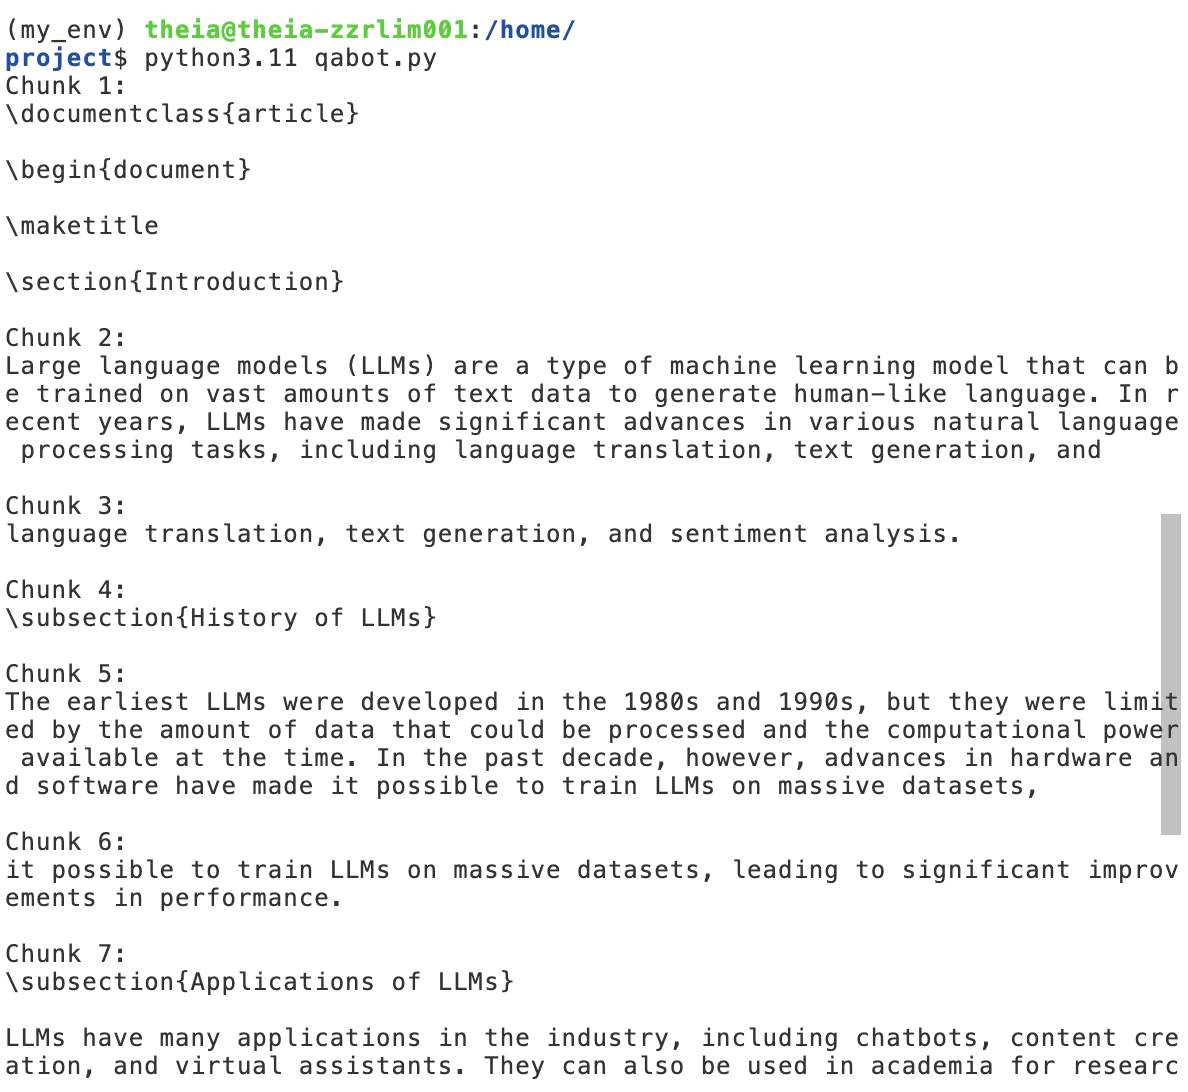 (my_env) theia@theia-zzrlim001:/home/
project$ python3.11 qabot.py
Chunk 1:
\documentclass{article}

\begin{document}

\maketitle

\section{Introduction}

Chunk 2:
Large language models (LLMs) are a type of machine learning model that can b
e trained on vast amounts of text data to generate human-like language. In r
ecent years, LLMs have made significant advances in various natural language
 processing tasks, including language translation, text generation, and

Chunk 3:
language translation, text generation, and sentiment analysis.

Chunk 4:
\subsection{History of LLMs}

Chunk 5:
The earliest LLMs were developed in the 1980s and 1990s, but they were limit
ed by the amount of data that could be processed and the computational power
 available at the time. In the past decade, however, advances in hardware an
d software have made it possible to train LLMs on massive datasets,

Chunk 6:
it possible to train LLMs on massive datasets, leading to significant improv
ements in performance.

Chunk 7:
\subsection{Applications of LLMs}

LLMs have many applications in the industry, including chatbots, content cre
ation, and virtual assistants. They can also be used in academia for researc